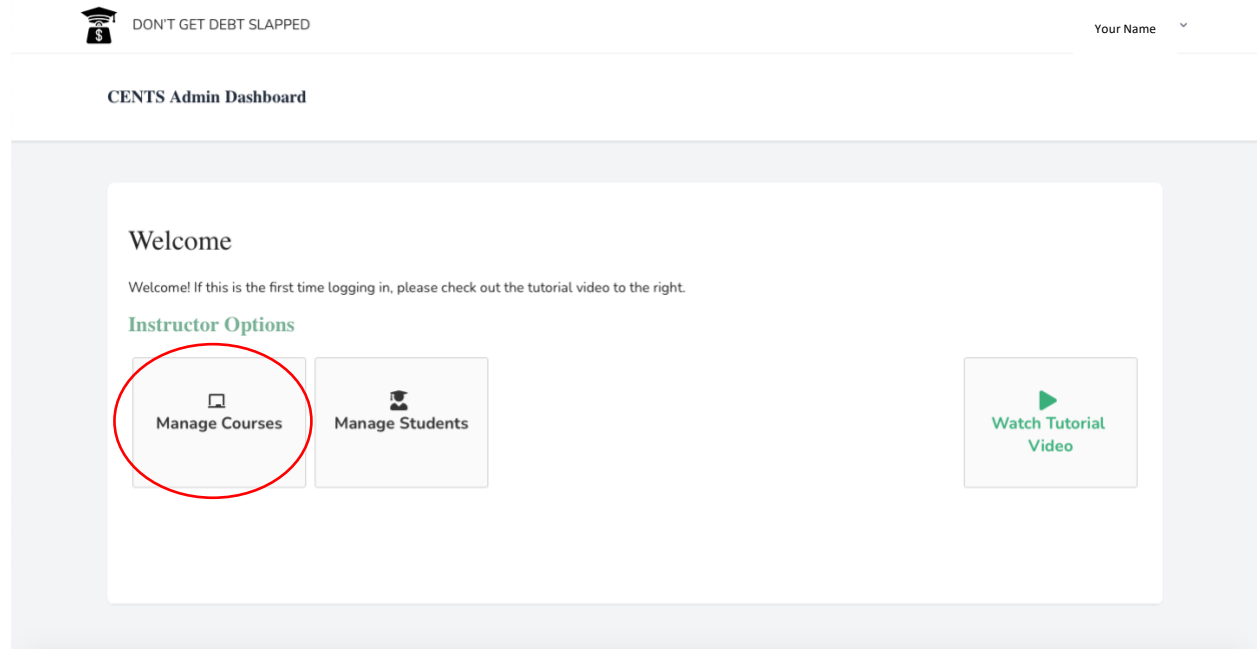 DON'T GET DEBT SLAPPED
Your Name
CENTS Admin Dashboard
Welcome
Welcome! If this is the first time logging in, please check out the tutorial video to the right.
Instructor Options
Manage Courses
Manage Students
Watch Tutorial
Video
$